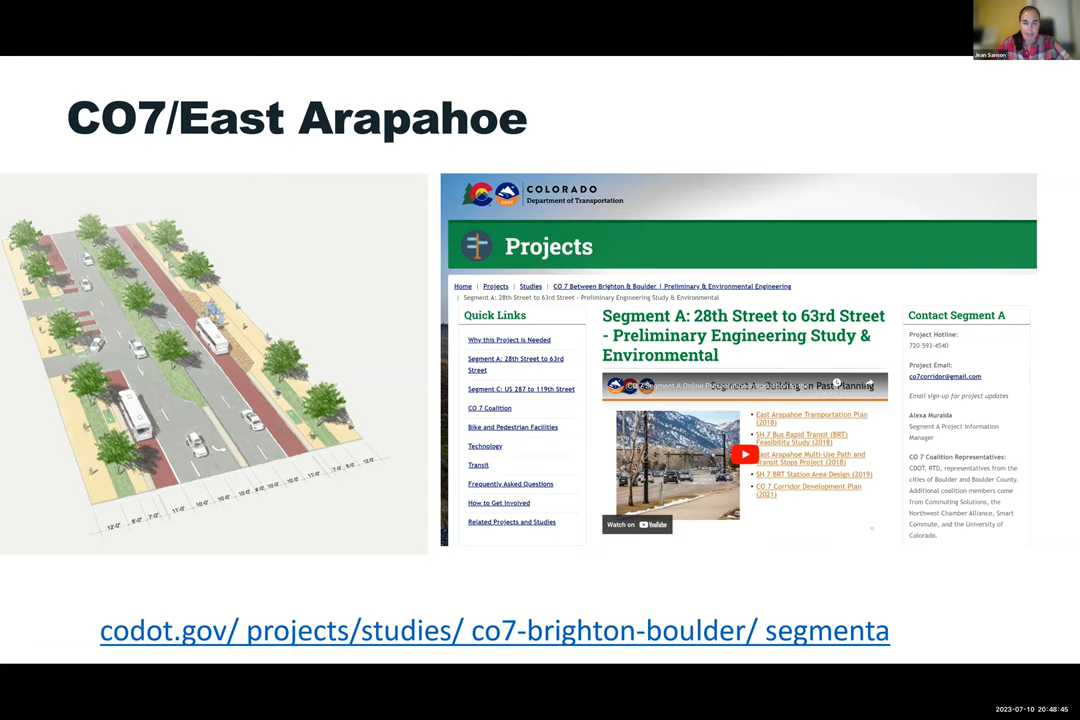 Jean Sanson
CO7/East Arapahoe
COLORADO
Department of Transportation
CDOT
Projects
Home | Projects | Studies | CO 7 Between Brighton & Boulder | Preliminary & Environmental Engineering
| Segment A: 28th Street to 63rd Street - Preliminary Engineering Study & Environmental
Quick Links
Why this Project is Needed
Segment A: 28th Street to 63rd
Street
Segment C: US 287 to 119th Street
CO 7 Coalition
Bike and Pedestrian Facilities
Technology
Transit
Frequently Asked Questions
How to Get Involved
Related Projects and Studies
Segment A: 28th Street to 63rd Street
- Preliminary Engineering Study &
Environmental
CO 7 Segment A Online
Segment A: Building on Past Planning
• East Arapahoe Transportation Plan
(2018)
• SH 7 Bus Rapid Transit (BRT)
Feasibility Study (2018)
East Arapahoe Multi-Use Path and
Transit Stops Project (2018)
• SH 7 BRT Station Area Design (2019)
• CO 7 Corridor Development Plan
(2021)
Watch on YouTube
Contact Segment A
Project Hotline:
720-593-4540
Project Email:
co7corridor@gmail.com
Email sign-up for project updates
Alexa Muraida
Segment A Project Information
Manager
CO 7 Coalition Representatives:
CDOT, RTD, representatives from the
cities of Boulder and Boulder County.
Additional coalition members come
from Commuting Solutions, the
Northwest Chamber Alliance, Smart
Commute, and the University of
Colorado.
codot.gov/ projects/studies/ co7-brighton-boulder/ segmenta
2023-07-10 20:48:45